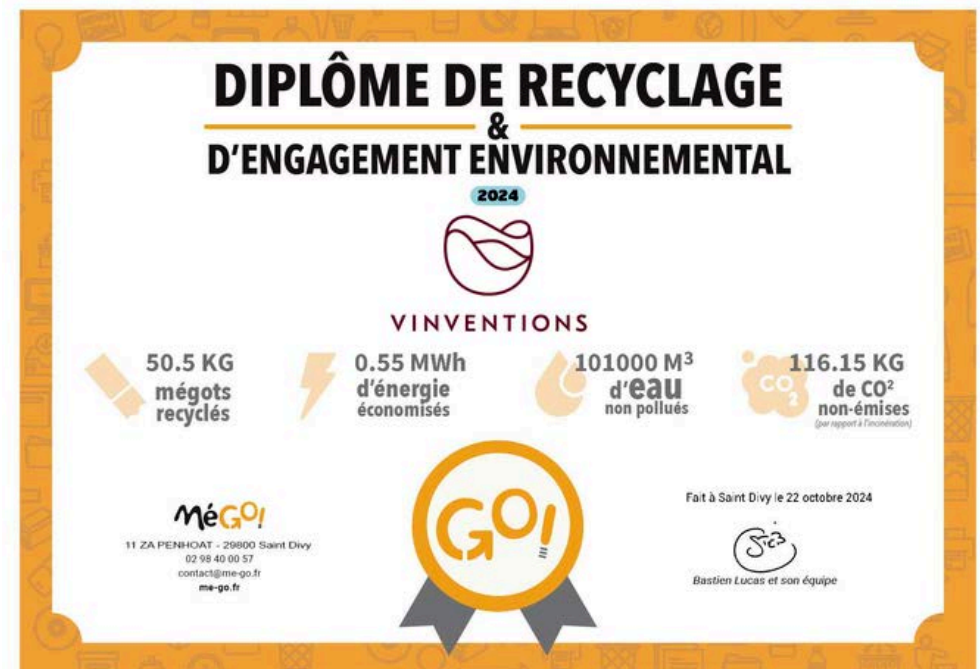 DIPLÔME DE RECYCLAGE
&
D'ENGAGEMENT ENVIRONNEMENTAL
2024
VINVENTIONS
50.5 KG
mégots
recyclés
0.55 MWh
d'énergie
économisés
101000 M³
d'eau
non pollués
CO2
116.15 KG
de CO²
non-émises
(par rapport à l'incinération)
MéGO!
11 ZA PENHOAT - 29800 Saint Divy
02 98 40 00 57
contact@me-go.fr
me-go.fr
GO!
Fait à Saint Divy le 22 octobre 2024
Bastien Lucas et son équipe